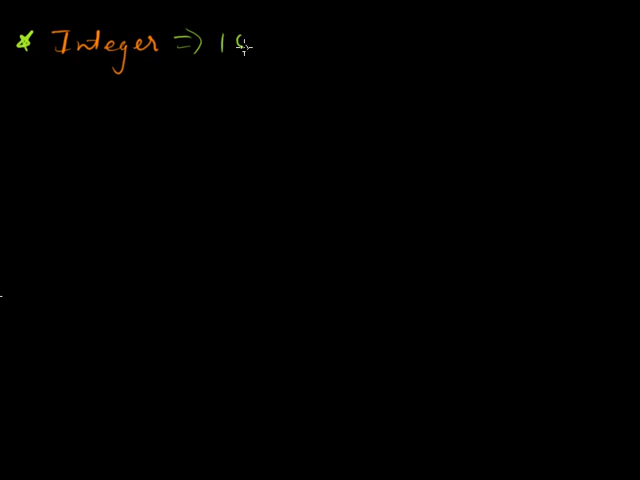 * Integer => 1